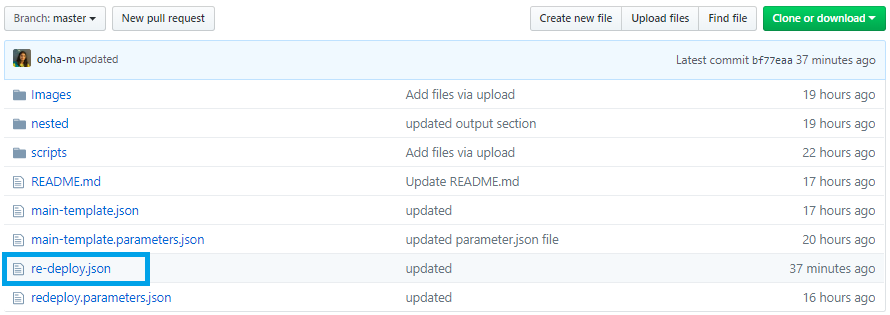 Branch: master New pull request Create new file Upload files Find file Clone or download
ooha-m updated Latest commit bf77eaa 37 minutes ago
Images Add files via upload 19 hours ago
nested updated output section 19 hours ago
scripts Add files via upload 22 hours ago
README.md Update README.md 17 hours ago
main-template.json updated 17 hours ago
main-template.parameters.json updated parameter.json file 20 hours ago
re-deploy.json updated 37 minutes ago
redeploy.parameters.json updated 16 hours ago